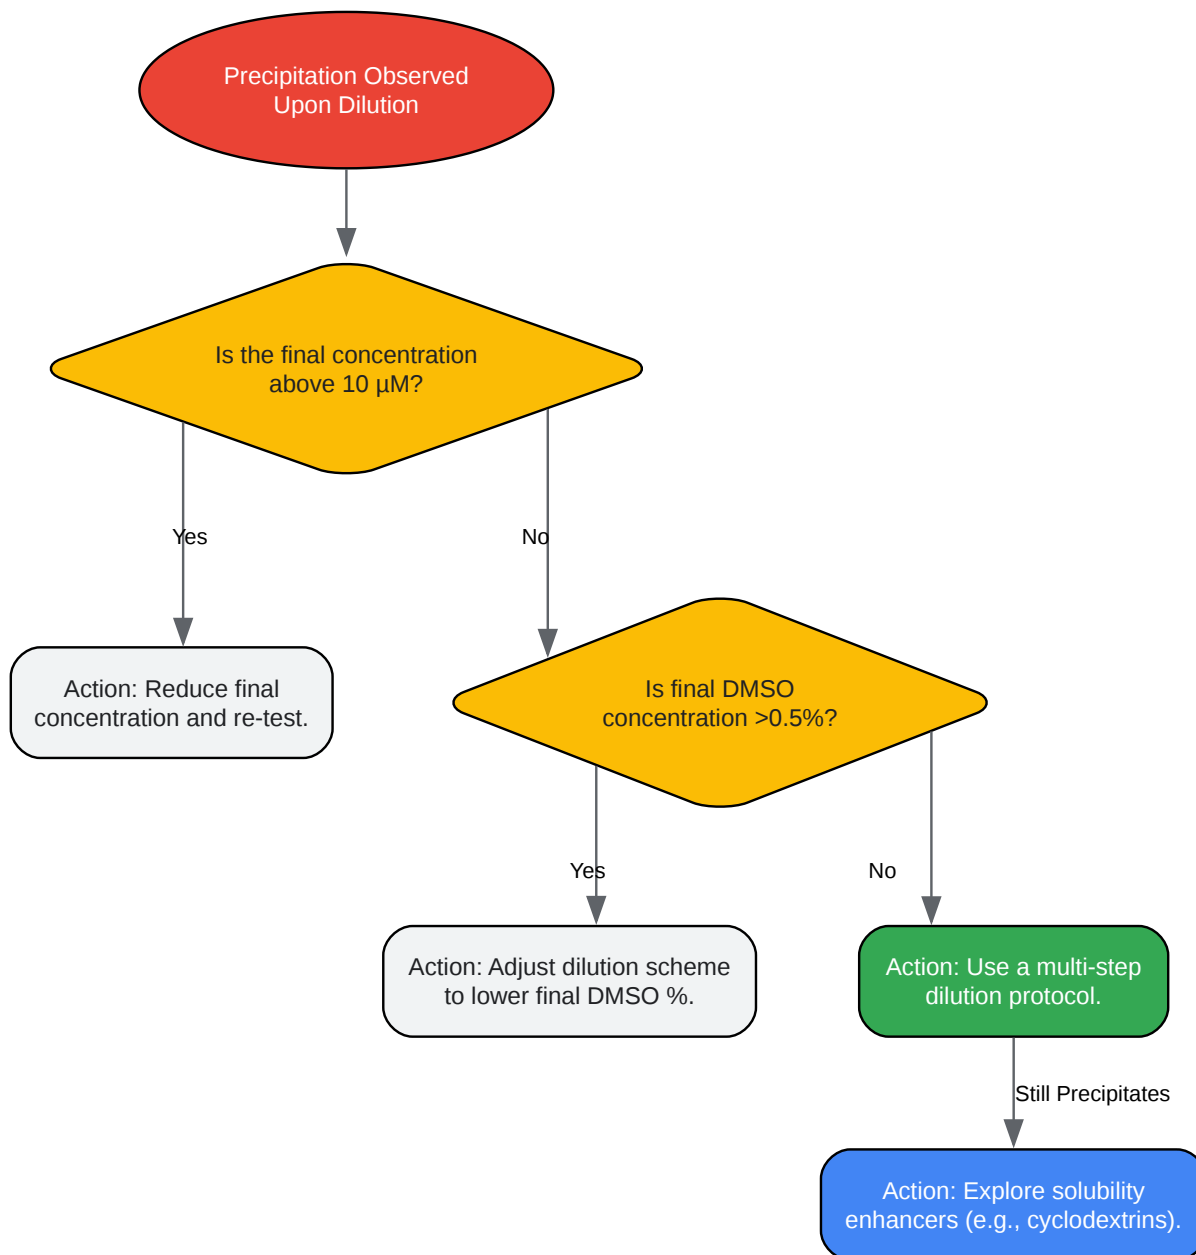 Precipitation Observed
Upon Dilution
Is the final concentration
above 10 µM?
Yes
No
Action: Reduce final
concentration and re-test.
Is final DMSO
concentration >0.5%?
Yes
No
Action: Adjust dilution scheme
to lower final DMSO %.
Action: Use a multi-step
dilution protocol.
Still Precipitates
Action: Explore solubility
enhancers (e.g., cyclodextrins).